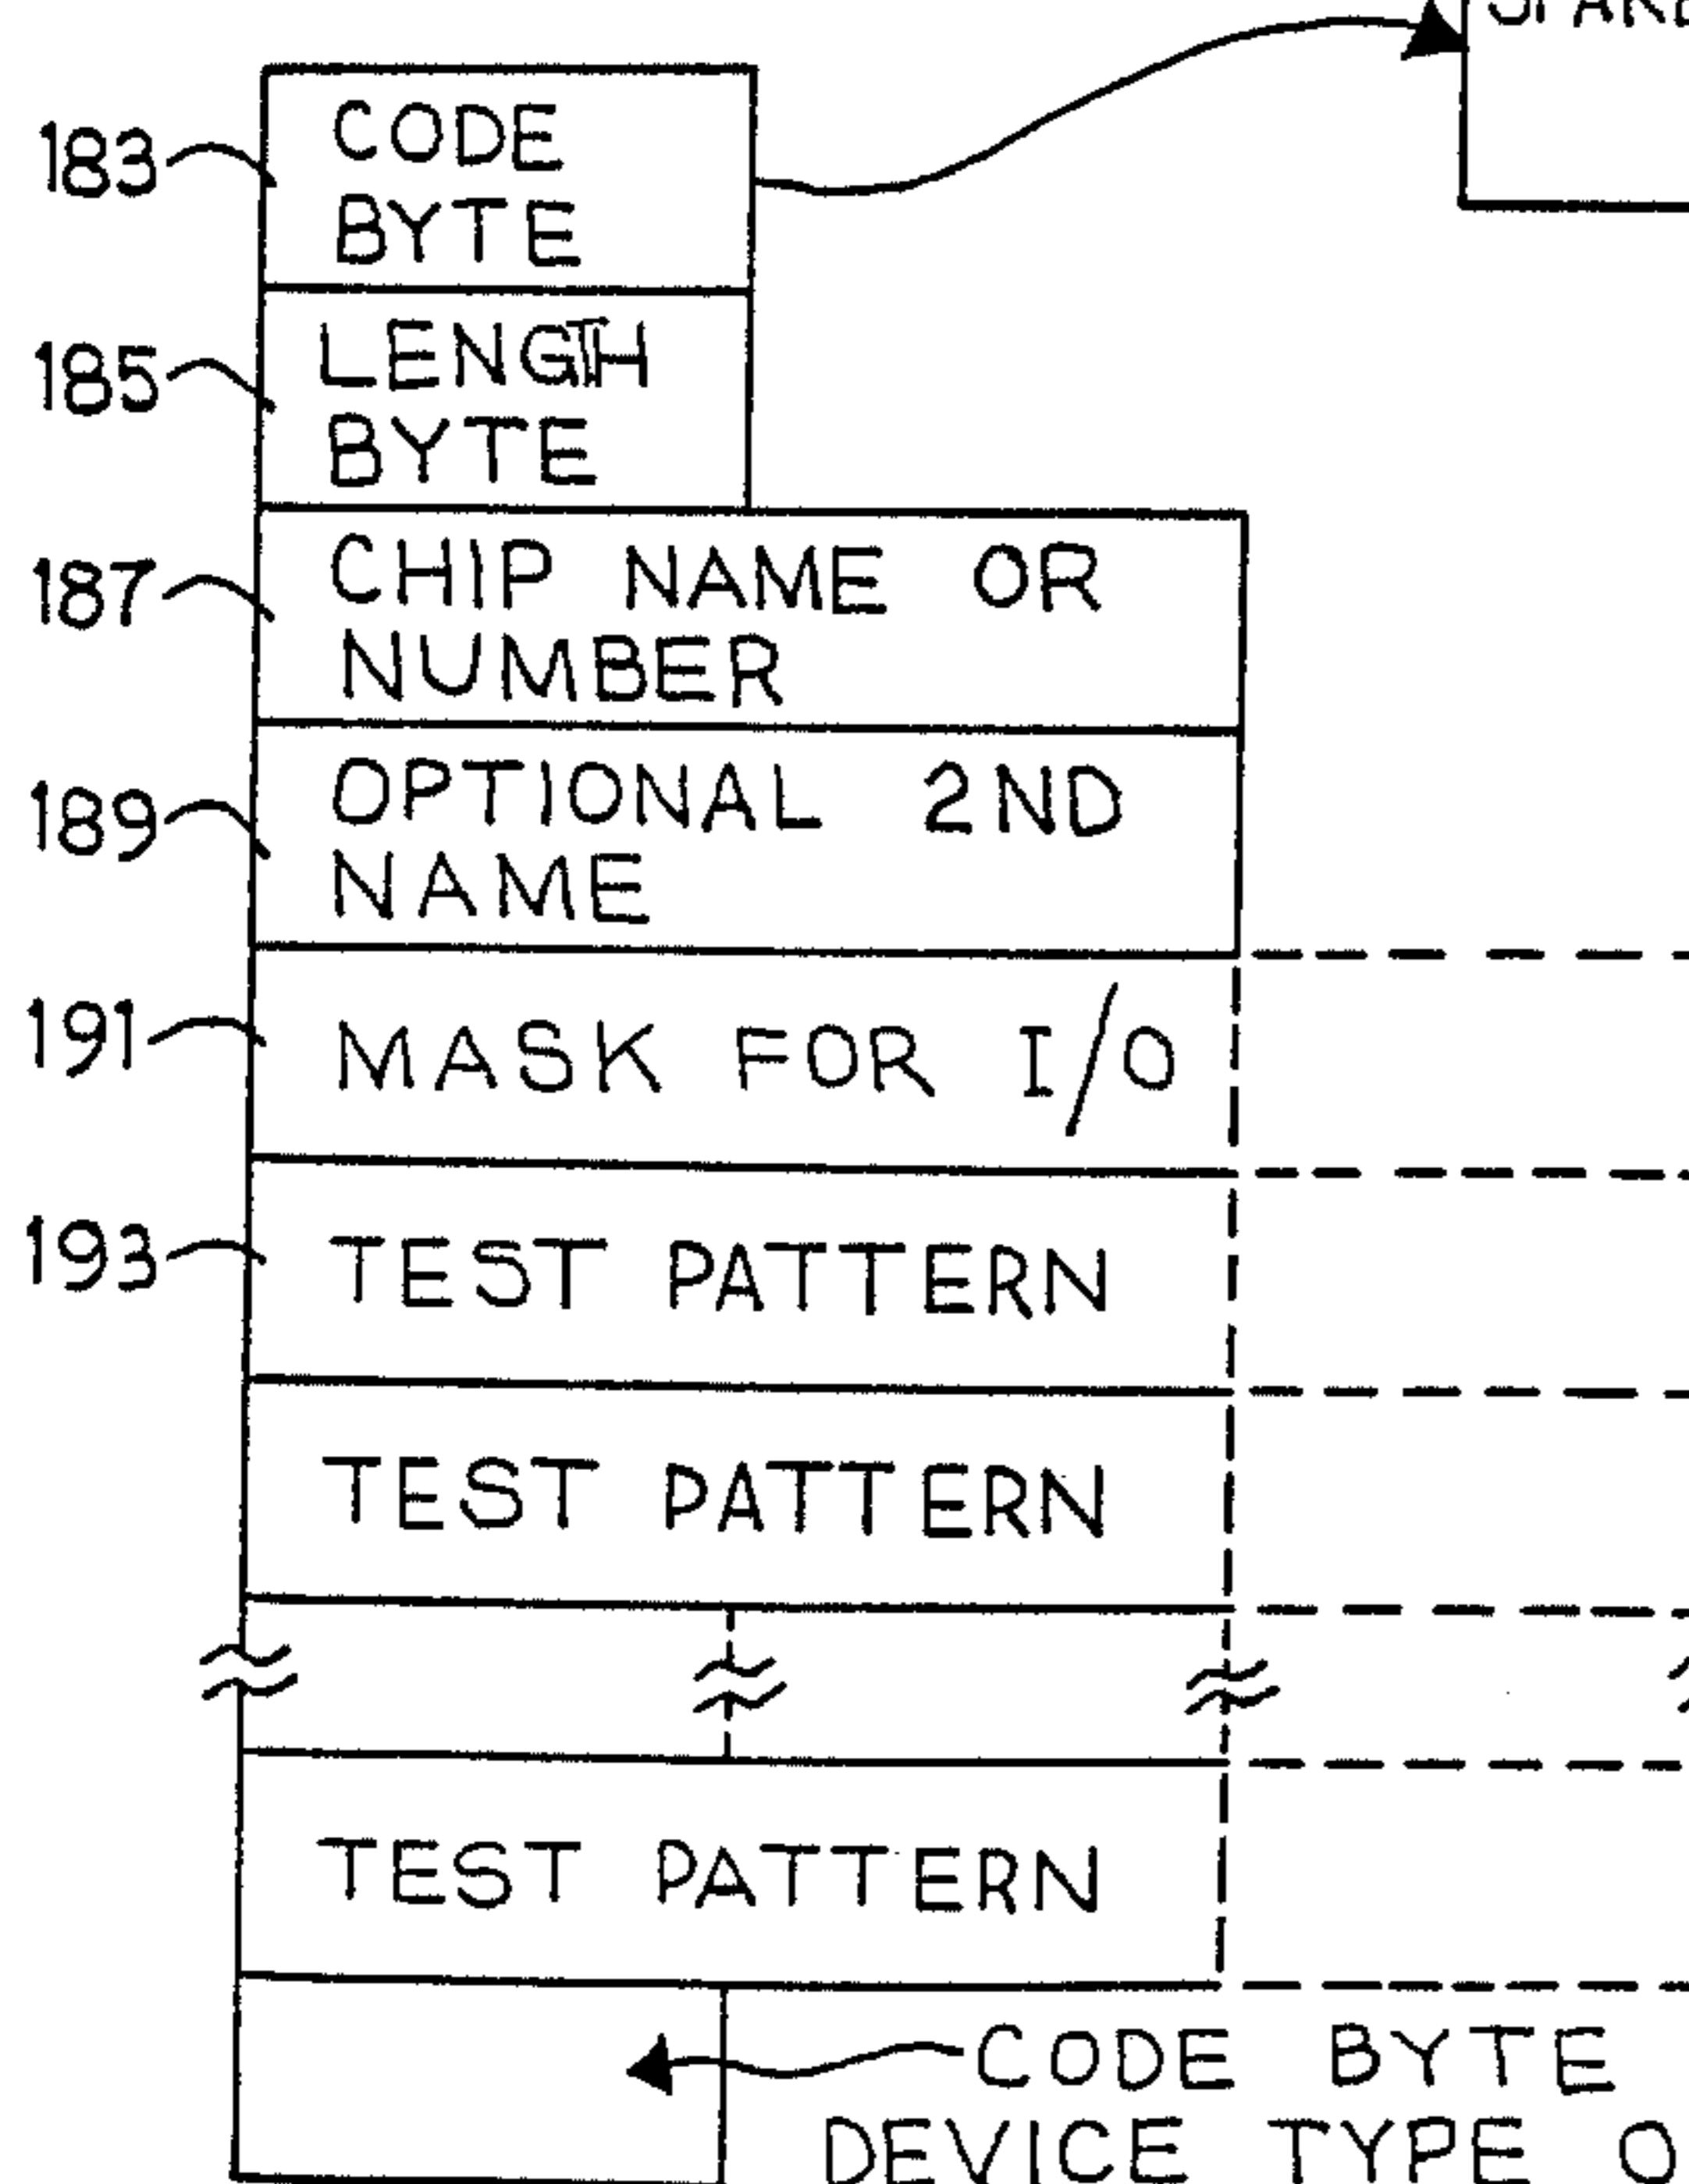 183
CODE
BYTE
185
LENGTH
BYTE
187
CHIP NAME OR
NUMBER
189
OPTIONAL 2ND
NAME
191
MASK FOR I/O
193
TEST PATTERN
TEST PATTERN
TEST PATTERN
CODE BYTE
DEVICE TYPE